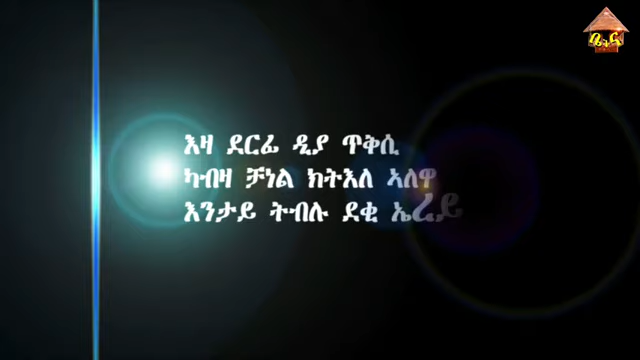 እዛ ደርፊ ዲያ ጥቅሲ
ካብዛ ቻነል ክትእለ ኣለዋ
እንታይ ትብሉ ደቂ ኤረይ